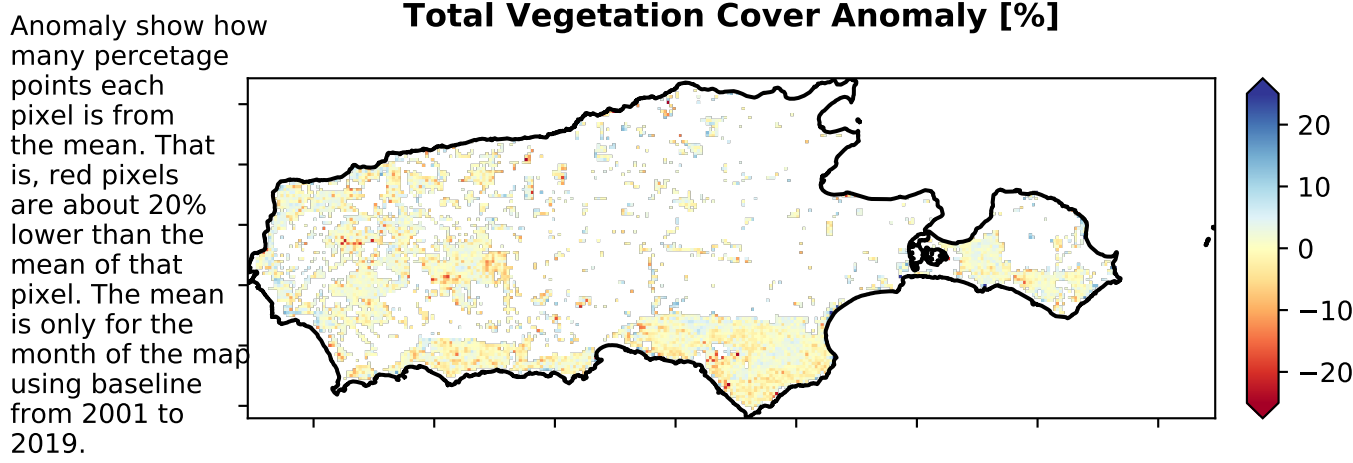 Total Vegetation Cover Anomaly [%]
Anomaly show how
many percetage
points each
pixel is from
the mean. That
is, red pixels
are about 20%
lower than the
mean of that
pixel. The mean
is only for the
month of the map
using baseline
from 2001 to
2019.
20
10
0
−10
−20